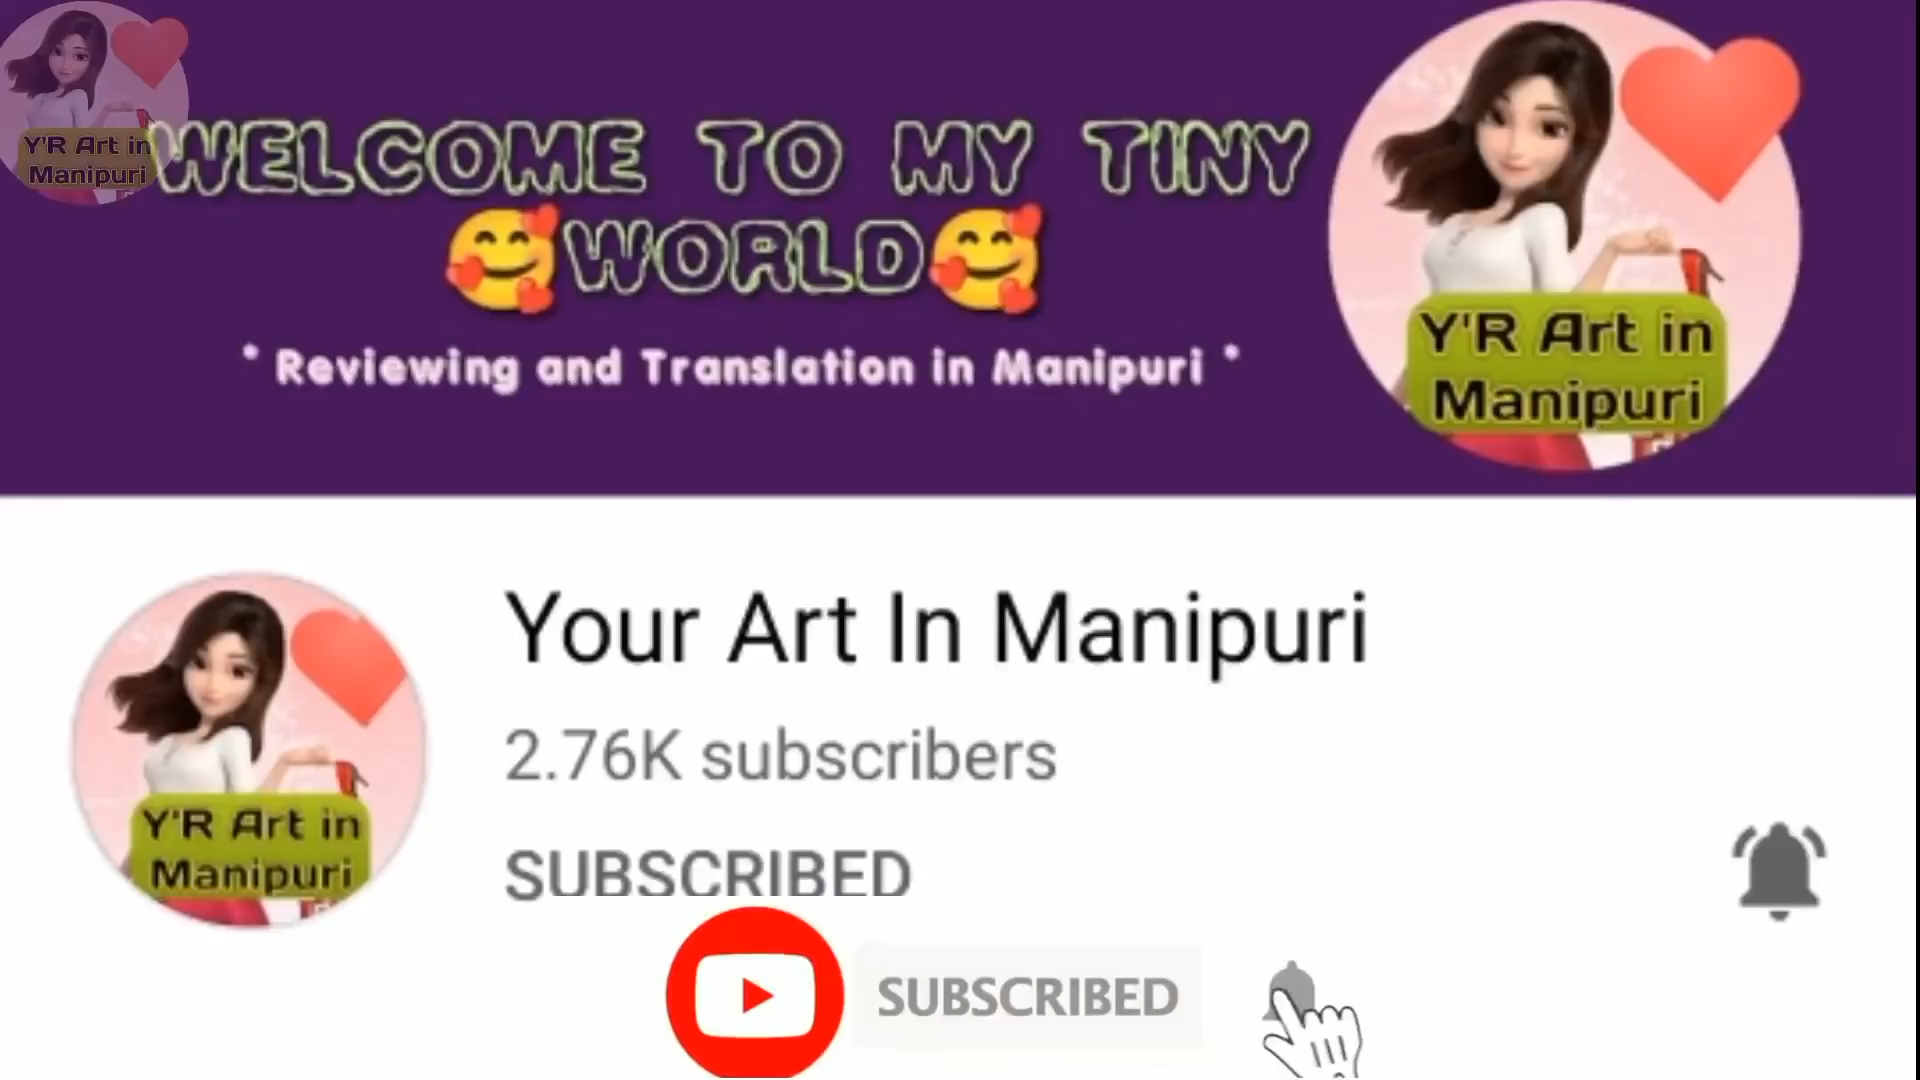 Y'R Art in
Manipuri
WELCOME TO MY TINY
🥰WORLD🥰
* Reviewing and Translation in Manipuri *
Y'R Art in
Manipuri
Your Art In Manipuri
2.76K subscribers
SUBSCRIBED
Y'R Art in
Manipuri
SUBSCRIBED